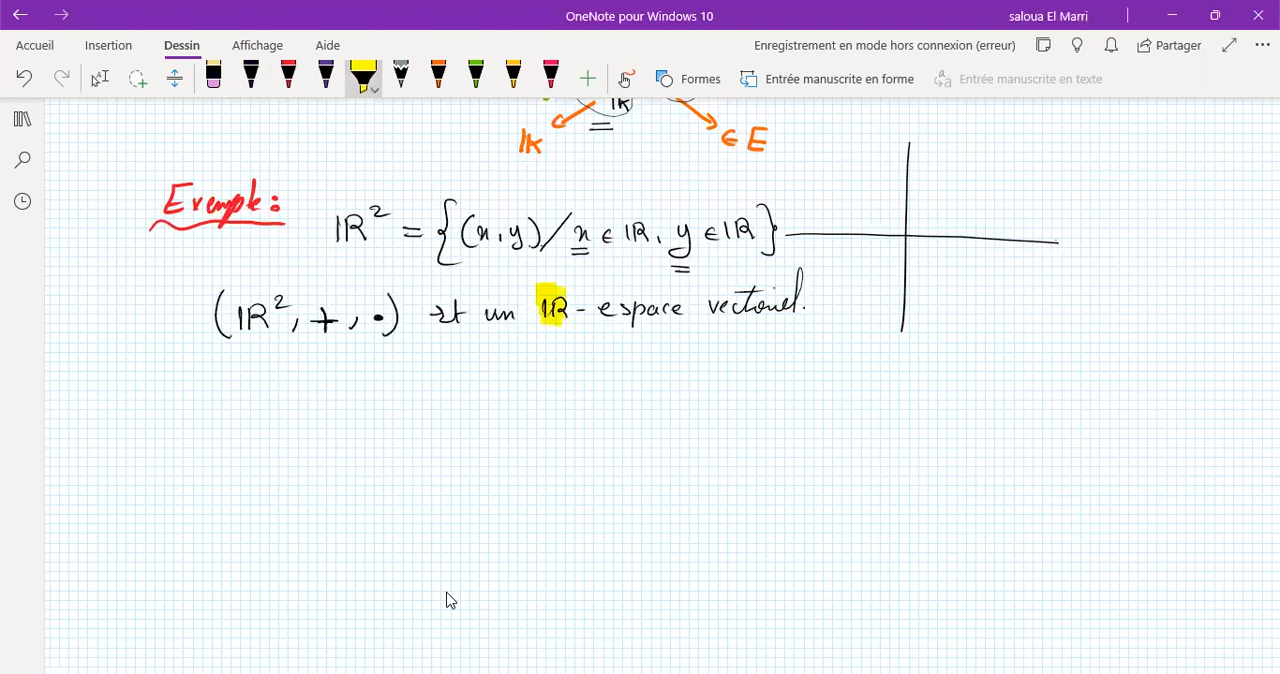 OneNote pour Windows 10
saloua El Marri
Accueil Insertion Dessin Affichage Aide
Enregistrement en mode hors connexion (erreur)
Partager
Formes
Entrée manuscrite en forme
Entrée manuscrite en texte
IK
IK ∈ E
Exemple :
IR² = {(x, y) / x ∈ IR, y ∈ IR}
(IR², +, •) est un IR - espace vectoriel.